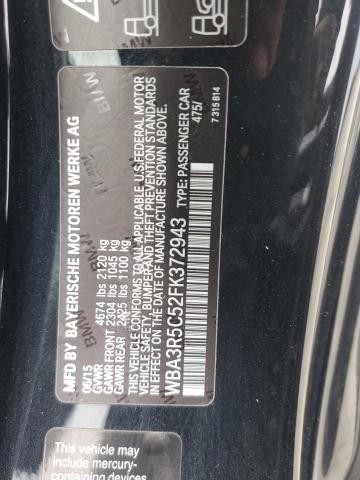 MFD BY BAYERISCHE MOTOREN WERKE AG
06/15
GVWR 4674 lbs 2120 kg
GAWR FRONT 2304 lbs 1045 kg
GAWR REAR 2425 lbs 1100 kg
THIS VEHICLE CONFORMS TO ALL APPLICABLE U.S. FEDERAL MOTOR
VEHICLE SAFETY, BUMPER AND THEFT PREVENTION STANDARDS
IN EFFECT ON THE DATE OF MANUFACTURE SHOWN ABOVE.
WBA3R5C52FK372943 TYPE: PASSENGER CAR
475/
7315814
This vehicle may
include mercury-
containing devices